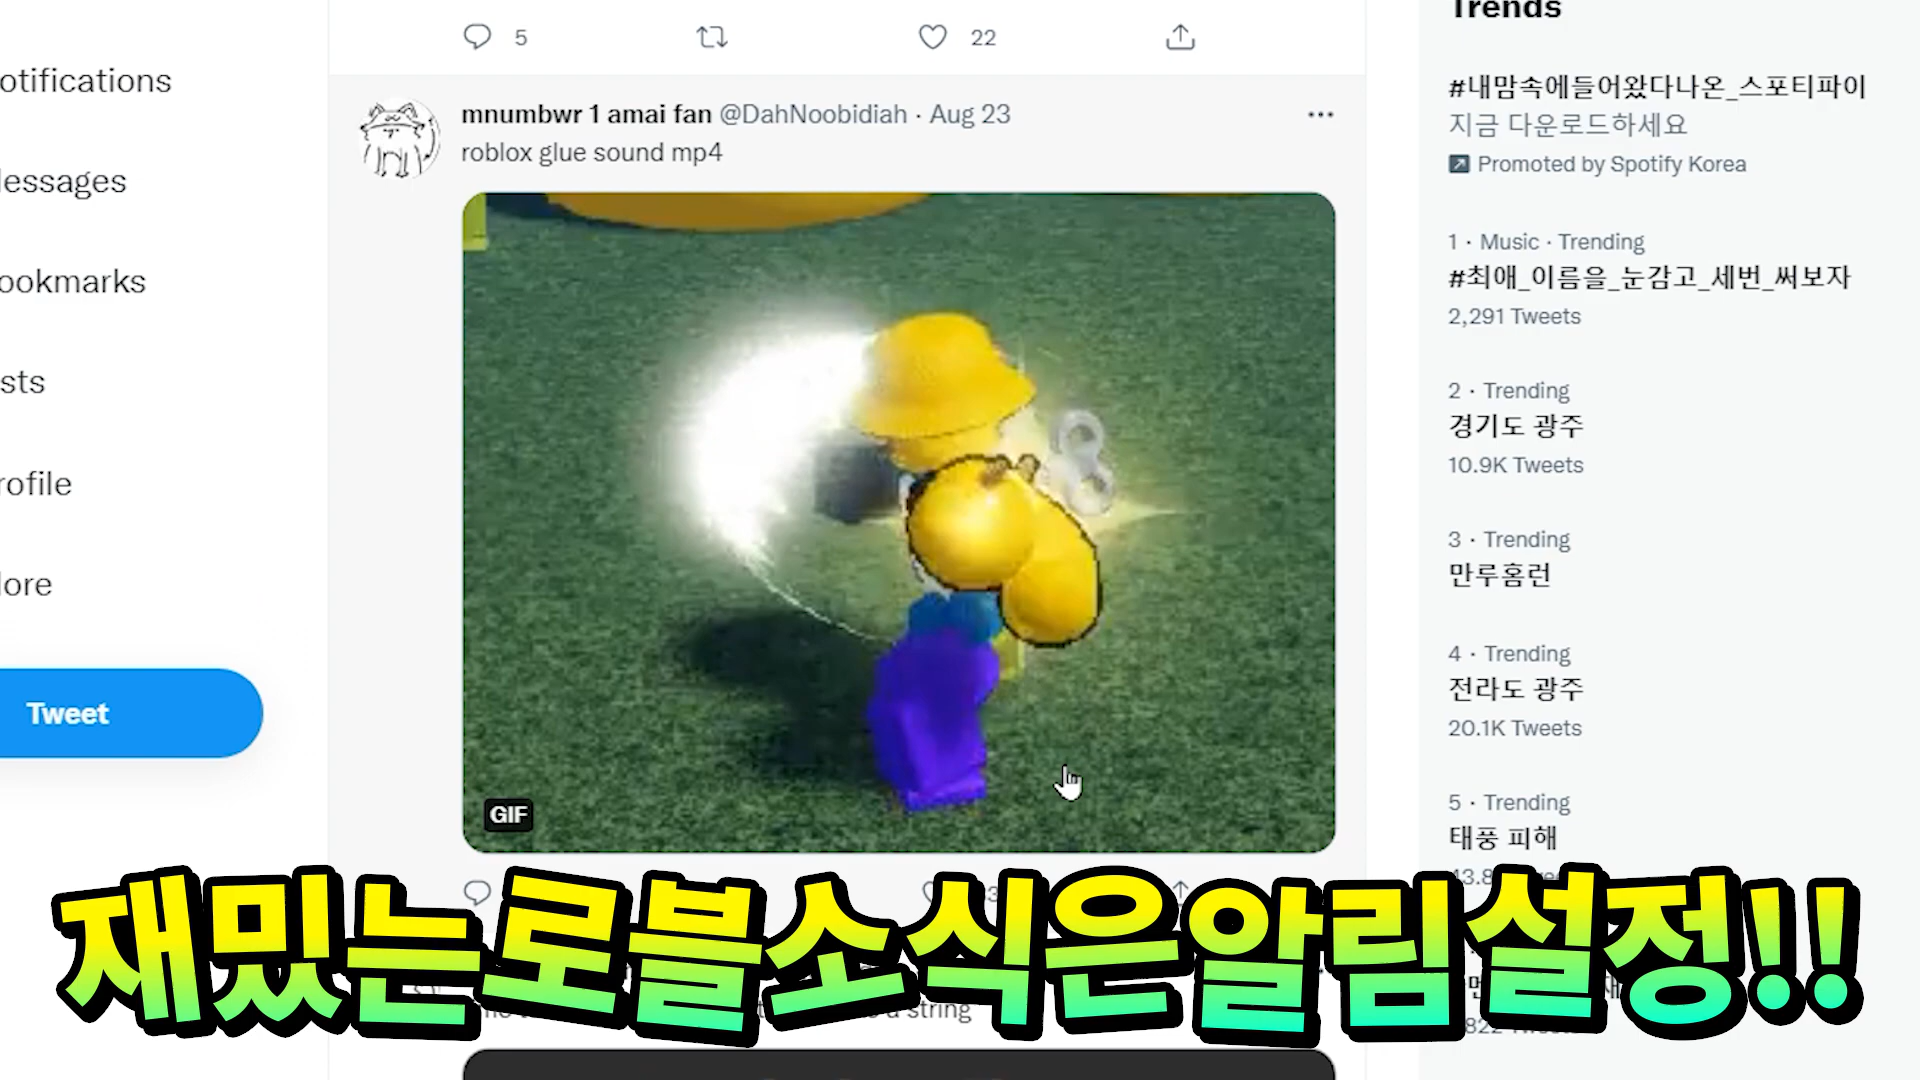 5
22
otifications
essages
ookmarks
sts
rofile
ore
Tweet
mnumbwr 1 amai fan @DahNoobidiah · Aug 23
roblox glue sound mp4
GIF
a string
Trends
#내맘속에들어왔다나온_스포티파이
지금 다운로드하세요
Promoted by Spotify Korea
1 · Music · Trending
#최애_이름을_눈감고_세번_써보자
2,291 Tweets
2 · Trending
경기도 광주
10.9K Tweets
3 · Trending
만루홈런
4 · Trending
전라도 광주
20.1K Tweets
5 · Trending
태풍 피해
재밌는로블소식은알림설정!!